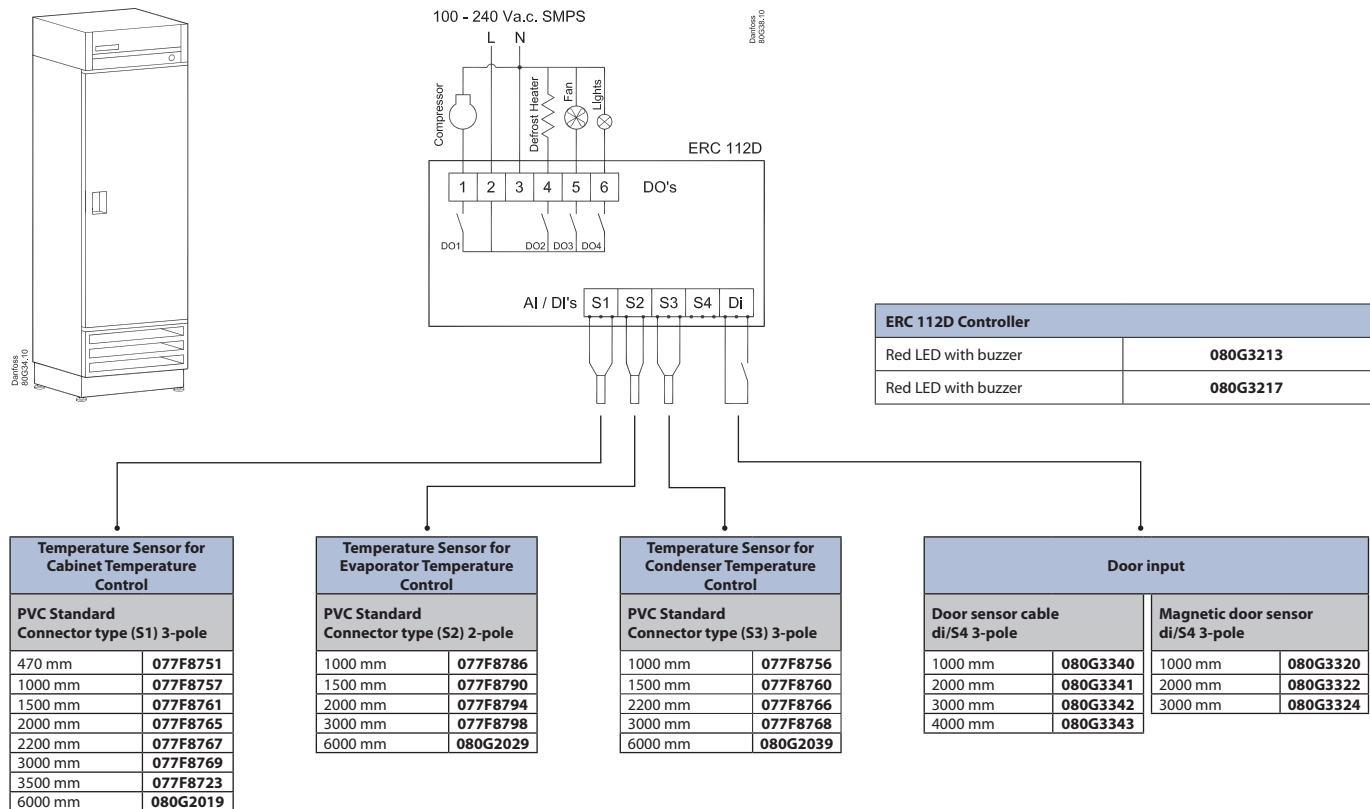 100 - 240 Va.c. SMPS
L N
Danfoss
80G38.10
Compressor
Defrost Heater
Fan
LIghts
ERC 112D
1 2 3 4 5 6 DO's
DO1 DO2 DO3 DO4
AI / DI's S1 S2 S3 S4 Di
Danfoss
80G34.10
ERC 112D Controller
Red LED with buzzer 080G3213
Red LED with buzzer 080G3217
Temperature Sensor for
Cabinet Temperature
Control
PVC Standard
Connector type (S1) 3-pole
470 mm 077F8751
1000 mm 077F8757
1500 mm 077F8761
2000 mm 077F8765
2200 mm 077F8767
3000 mm 077F8769
3500 mm 077F8723
6000 mm 080G2019
Temperature Sensor for
Evaporator Temperature
Control
PVC Standard
Connector type (S2) 2-pole
1000 mm 077F8786
1500 mm 077F8790
2000 mm 077F8794
3000 mm 077F8798
6000 mm 080G2029
Temperature Sensor for
Condenser Temperature
Control
PVC Standard
Connector type (S3) 3-pole
1000 mm 077F8756
1500 mm 077F8760
2200 mm 077F8766
3000 mm 077F8768
6000 mm 080G2039
Door input
Door sensor cable
di/S4 3-pole
1000 mm 080G3340
2000 mm 080G3341
3000 mm 080G3342
4000 mm 080G3343
Magnetic door sensor
di/S4 3-pole
1000 mm 080G3320
2000 mm 080G3322
3000 mm 080G3324